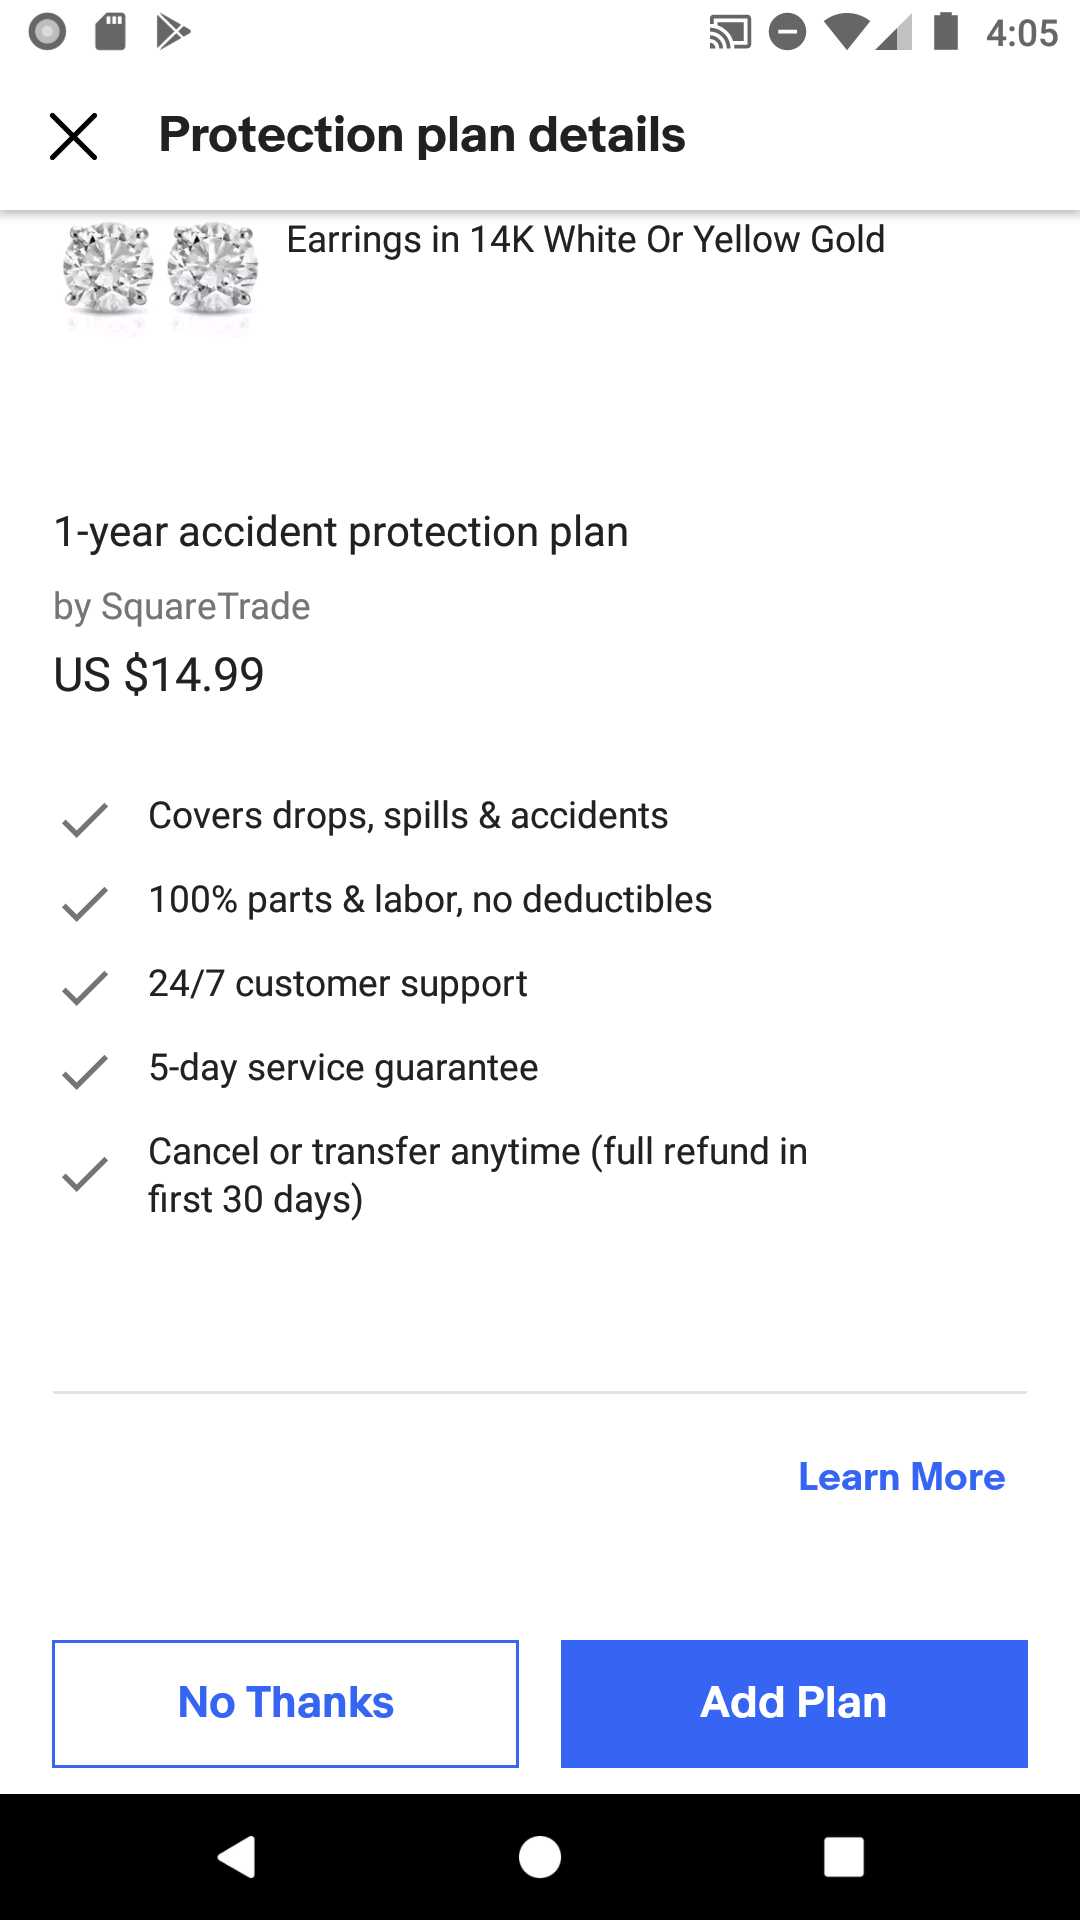 4:05
Protection plan details
Earrings in 14K White Or Yellow Gold
1-year accident protection plan
by SquareTrade
US $14.99
Covers drops, spills & accidents
100% parts & labor, no deductibles
24/7 customer support
5-day service guarantee
Cancel or transfer anytime (full refund in
first 30 days)
Learn More
No Thanks
Add Plan